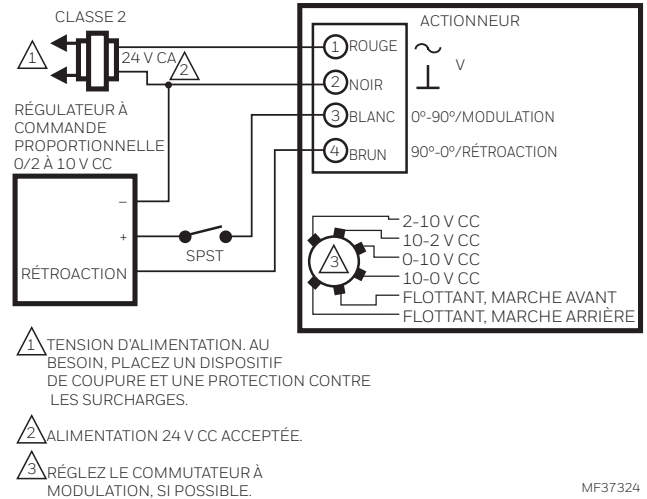 CLASSE 2
ACTIONNEUR
1
24 V CA
2
1 ROUGE
V
2 NOIR
3 BLANC 0º-90º/MODULATION
4 BRUN 90º-0º/RÉTROACTION
RÉGULATEUR À
COMMANDE
PROPORTIONNELLE
0/2 À 10 V CC
–
+
SPST
RÉTROACTION
3
2-10 V CC
10-2 V CC
0-10 V CC
10-0 V CC
FLOTTANT, MARCHE AVANT
FLOTTANT, MARCHE ARRIÈRE
1 TENSION D’ALIMENTATION. AU
BESOIN, PLACEZ UN DISPOSITIF
DE COUPURE ET UNE PROTECTION CONTRE
LES SURCHARGES.
2 ALIMENTATION 24 V CC ACCEPTÉE.
3 RÉGLEZ LE COMMUTATEUR À
MODULATION, SI POSSIBLE.
MF37324